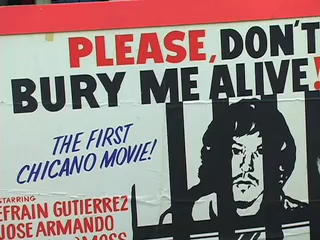 PLEASE, DON'T
BURY ME ALIVE!
THE FIRST
CHICANO MOVIE!
STARRING
EFRAIN GUTIERREZ
JOSE ARMANDO